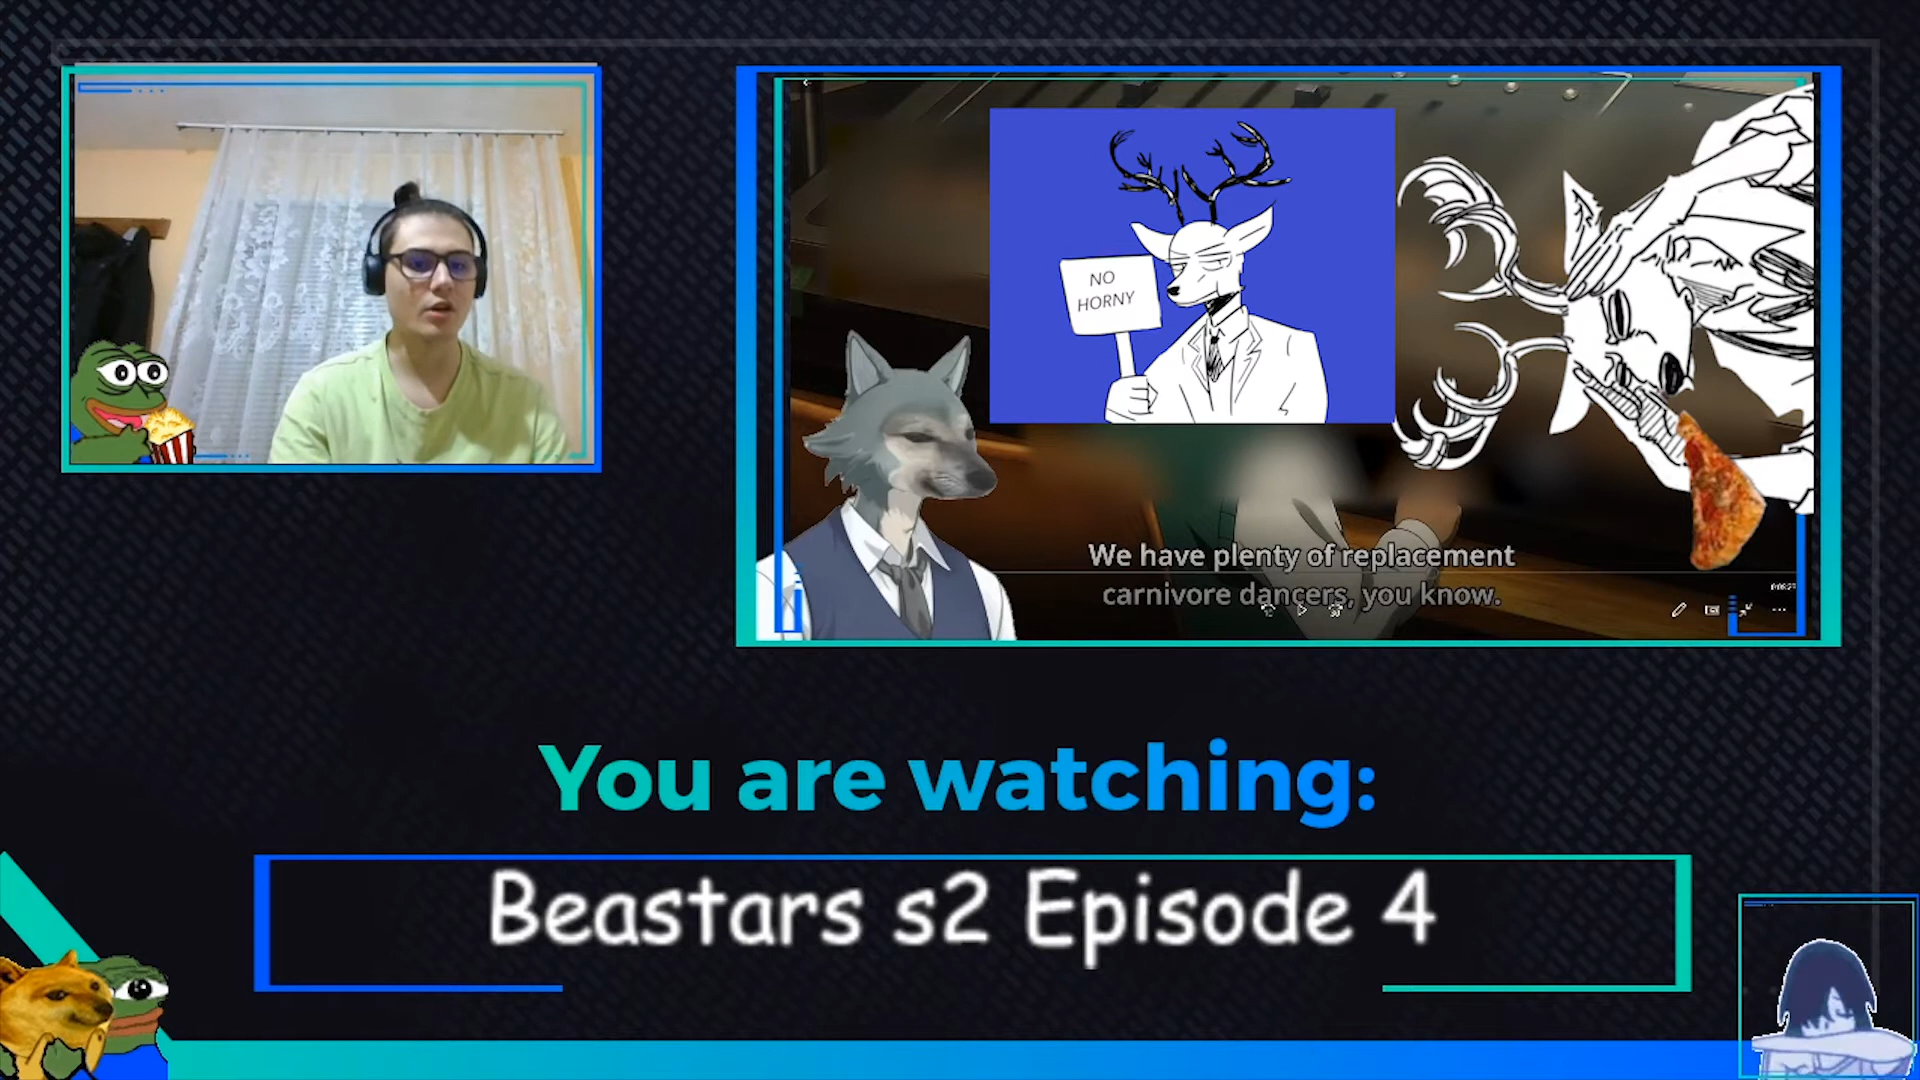 NO
HORNY
We have plenty of replacement
carnivore dancers, you know.
You are watching:
Beastars s2 Episode 4